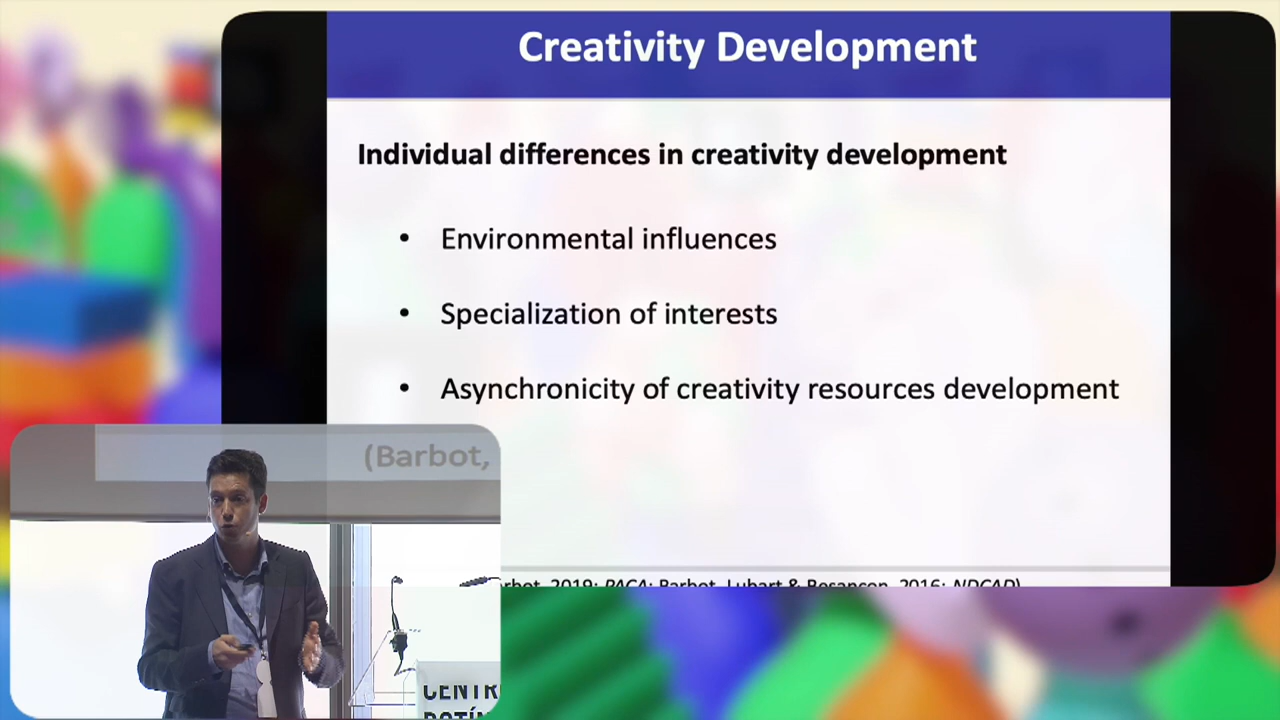 Creativity Development
Individual differences in creativity development
• Environmental influences
• Specialization of interests
• Asynchronicity of creativity resources development
(Barbot,
2019; PACA; Barbot, Lubart & Besançon, 2016; NDCAD)
CENTR
BOTÍN